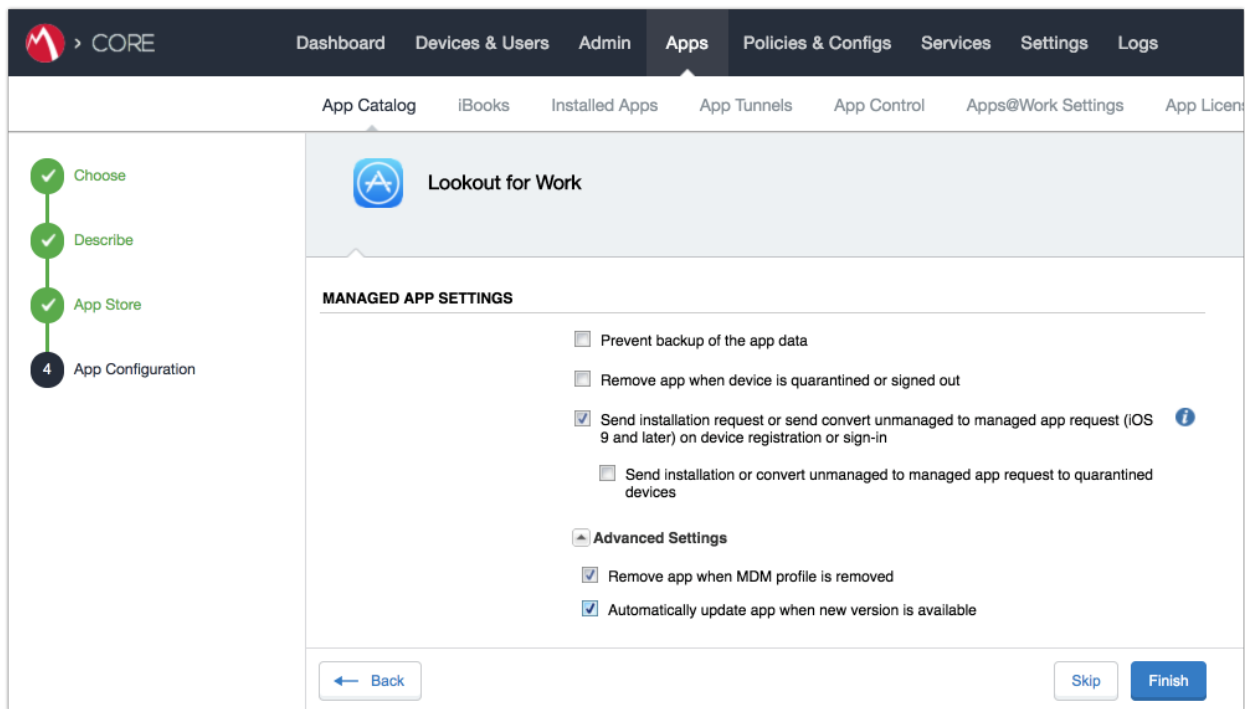 › CORE
Dashboard Devices & Users Admin Apps Policies & Configs Services Settings Logs
App Catalog iBooks Installed Apps App Tunnels App Control Apps@Work Settings App Licens
Choose
Describe
App Store
4 App Configuration
Lookout for Work
MANAGED APP SETTINGS
Prevent backup of the app data
Remove app when device is quarantined or signed out
Send installation request or send convert unmanaged to managed app request (iOS
9 and later) on device registration or sign-in
Send installation or convert unmanaged to managed app request to quarantined
devices
Advanced Settings
Remove app when MDM profile is removed
Automatically update app when new version is available
Back Skip Finish